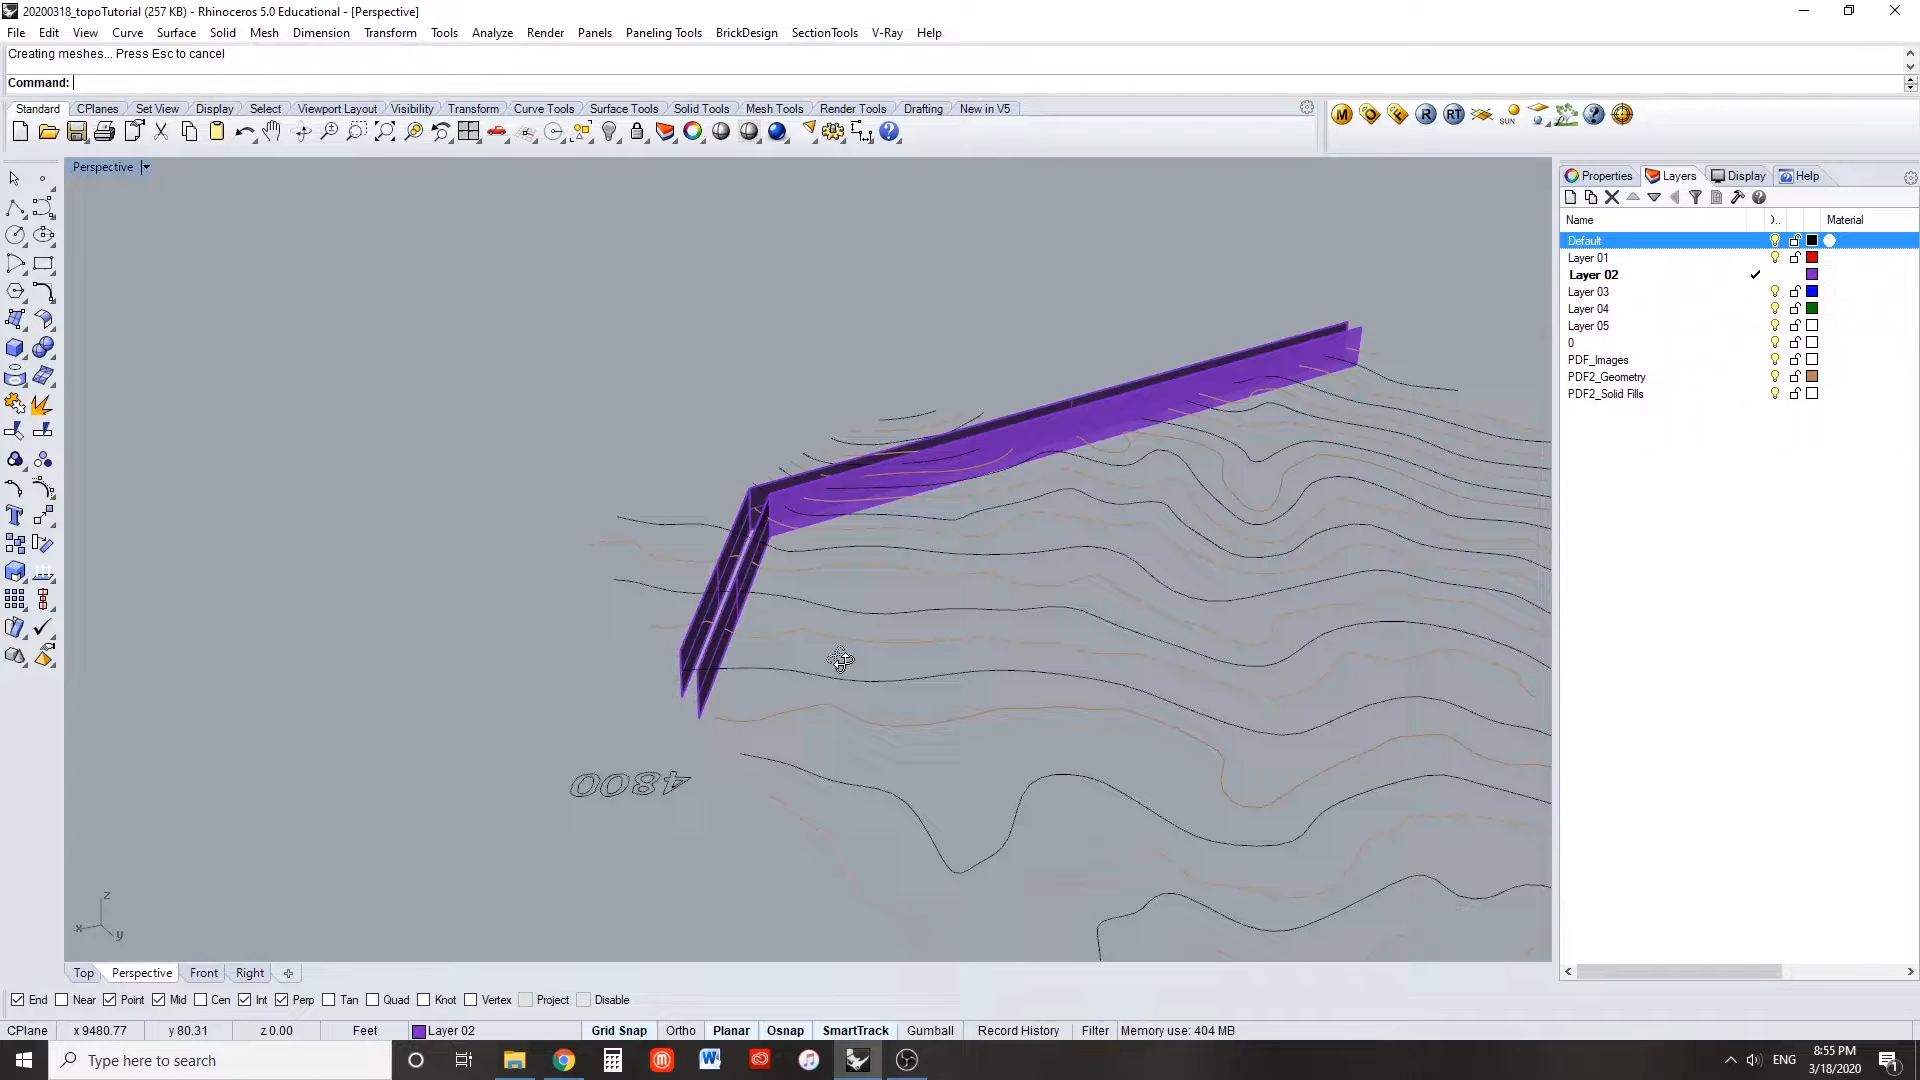 20200318_topoTutorial (257 KB) - Rhinoceros 5.0 Educational - [Perspective]
File Edit View Curve Surface Solid Mesh Dimension Transform Tools Analyze Render Panels Paneling Tools BrickDesign SectionTools V-Ray Help
Creating meshes... Press Esc to cancel
Command:
Standard CPlanes Set View Display Select Viewport Layout Visibility Transform Curve Tools Surface Tools Solid Tools Mesh Tools Render Tools Drafting New in V5
M R RT SUN
Perspective
Properties Layers Display Help
Name Material
Default
Layer 01
Layer 02
Layer 03
Layer 04
Layer 05
0
PDF_Images
PDF2_Geometry
PDF2_Solid Fills
4800
z
x y
Top Perspective Front Right
End Near Point Mid Cen Int Perp Tan Quad Knot Vertex Project Disable
CPlane x 9480.77 y 80.31 z 0.00 Feet Layer 02 Grid Snap Ortho Planar Osnap SmartTrack Gumball Record History Filter Memory use: 404 MB
Type here to search
ENG
8:55 PM
3/18/2020
1